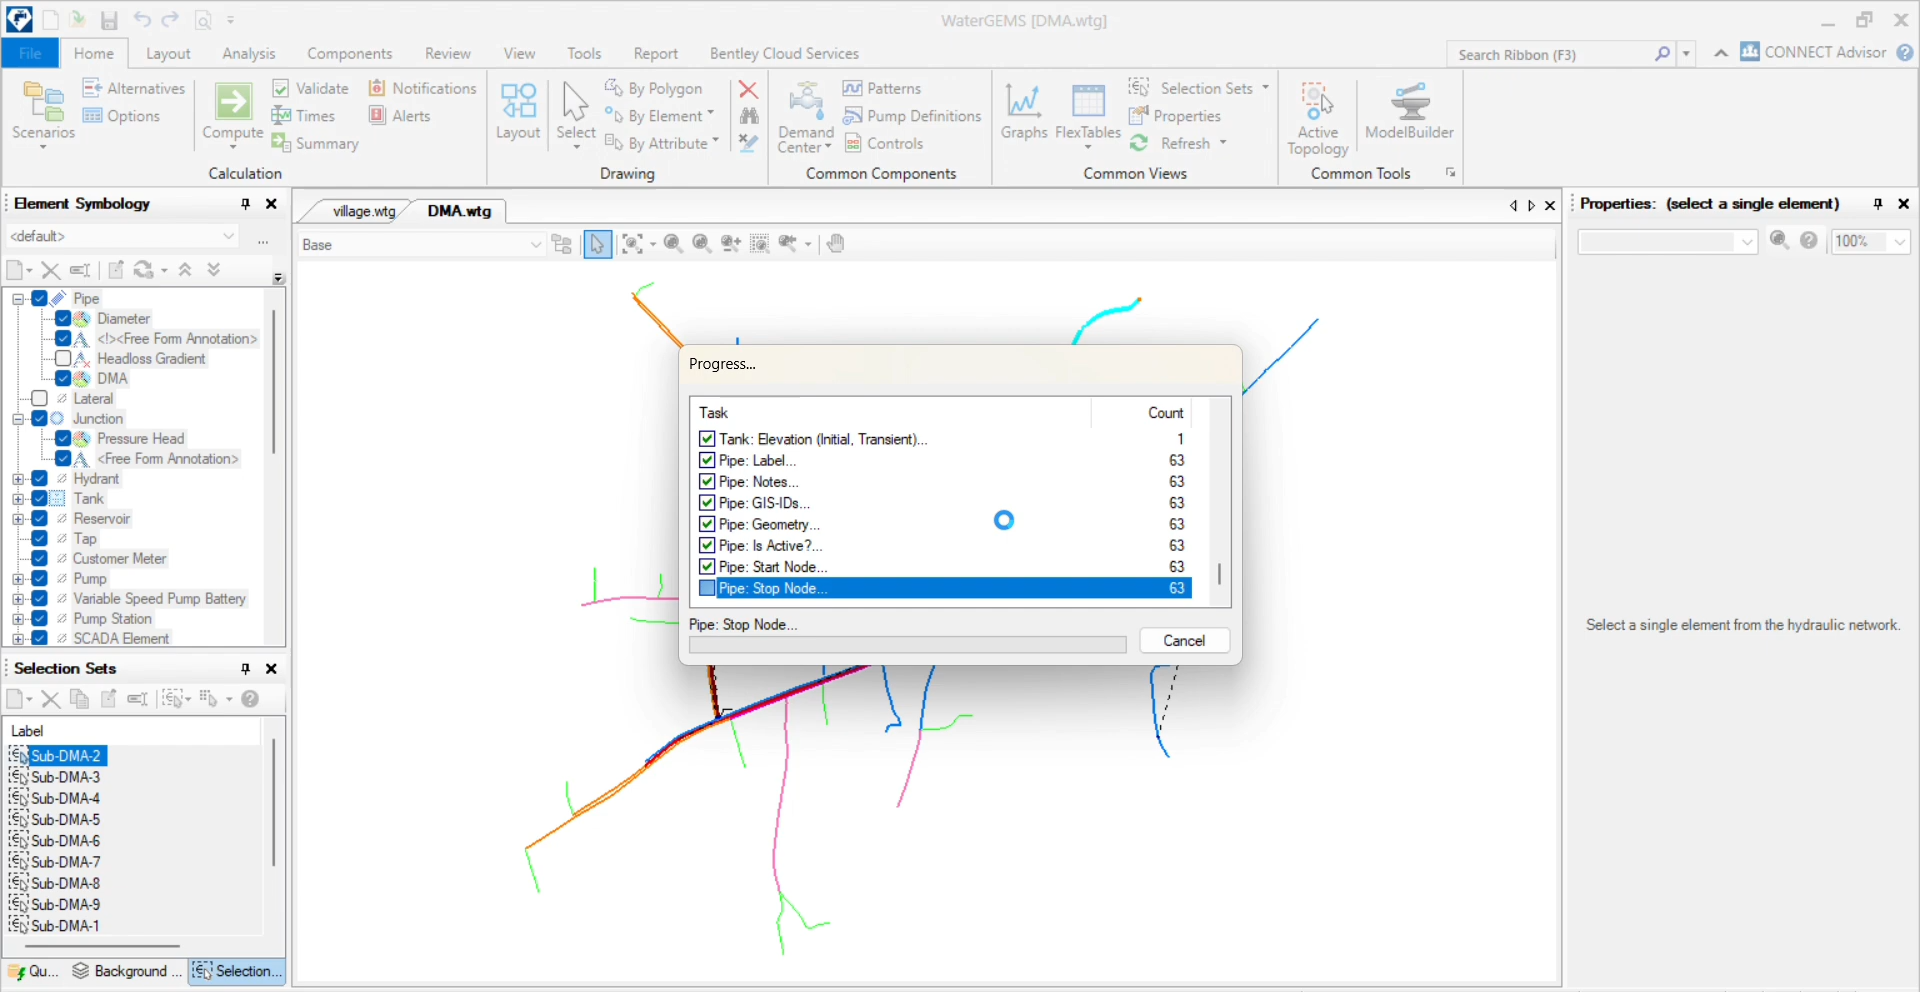 WaterGEMS [DMA.wtg]
File Home Layout Analysis Components Review View Tools Report Bentley Cloud Services
Search Ribbon (F3)
CONNECT Advisor
Scenarios
Alternatives
Options
Compute
Validate
Times
Summary
Notifications
Alerts
Calculation
Layout
Select
By Polygon
By Element
By Attribute
Drawing
Demand
Center
Patterns
Pump Definitions
Controls
Common Components
Graphs
FlexTables
Selection Sets
Properties
Refresh
Common Views
Active
Topology
ModelBuilder
Common Tools
Element Symbology
<default>
...
Pipe
Diameter
<!><Free Form Annotation>
Headloss Gradient
DMA
Lateral
Junction
Pressure Head
<Free Form Annotation>
Hydrant
Tank
Reservoir
Tap
Customer Meter
Pump
Variable Speed Pump Battery
Pump Station
SCADA Element
Selection Sets
Label
Sub-DMA-2
Sub-DMA-3
Sub-DMA-4
Sub-DMA-5
Sub-DMA-6
Sub-DMA-7
Sub-DMA-8
Sub-DMA-9
Sub-DMA-1
Qu... Background ... Selection...
village.wtg DMA.wtg
Base
Progress...
Task Count
Tank: Elevation (Initial, Transient)... 1
Pipe: Label... 63
Pipe: Notes... 63
Pipe: GIS-IDs... 63
Pipe: Geometry... 63
Pipe: Is Active?... 63
Pipe: Start Node... 63
Pipe: Stop Node... 63
Pipe: Stop Node...
Cancel
Properties: (select a single element)
100%
Select a single element from the hydraulic network.